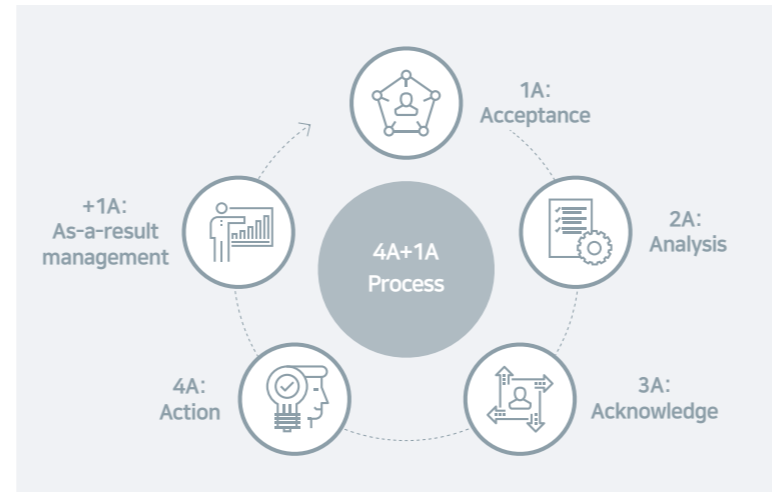 1A:
Acceptance
2A:
Analysis
3A:
Acknowledge
4A:
Action
+1A:
As-a-result
management
4A+1A
Process